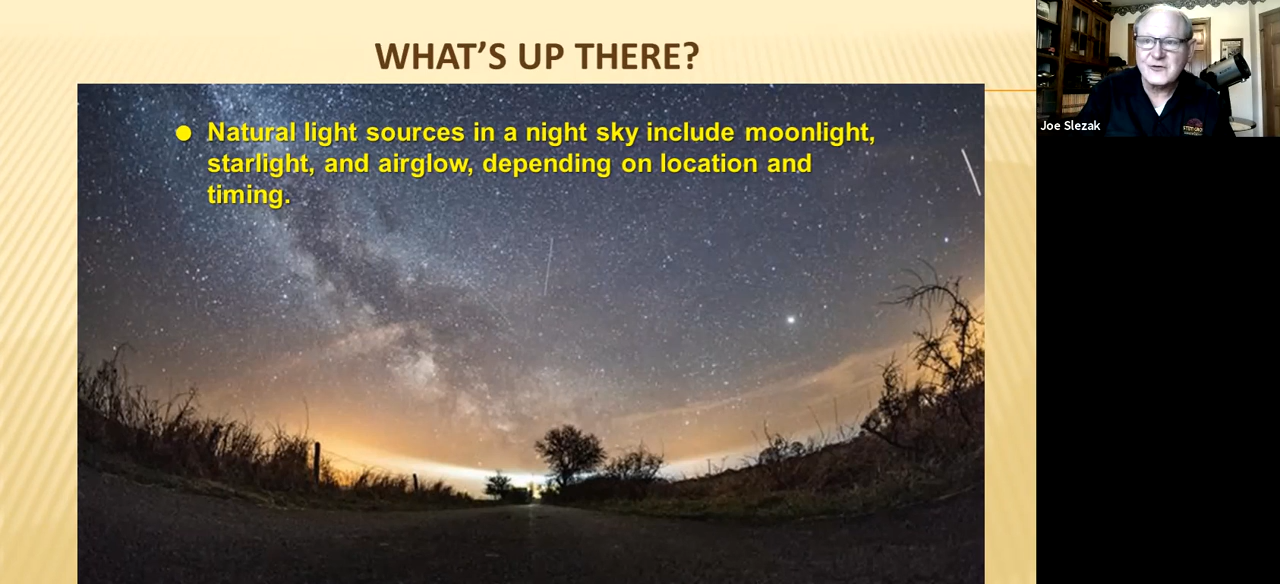 WHAT’S UP THERE?
Natural light sources in a night sky include moonlight,
starlight, and airglow, depending on location and
timing.
Joe Slezak